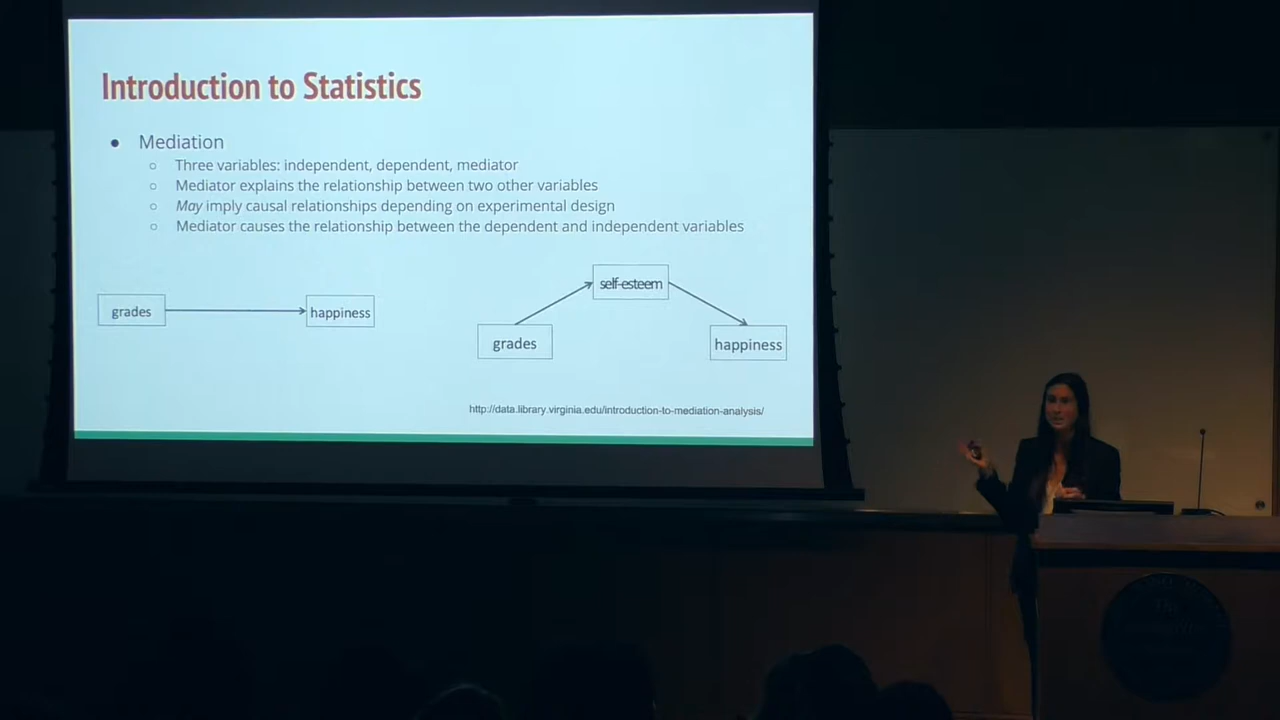 Introduction to Statistics
● Mediation
○ Three variables: independent, dependent, mediator
○ Mediator explains the relationship between two other variables
○ May imply causal relationships depending on experimental design
○ Mediator causes the relationship between the dependent and independent variables
grades
happiness
self-esteem
grades
happiness
http://data.library.virginia.edu/introduction-to-mediation-analysis/